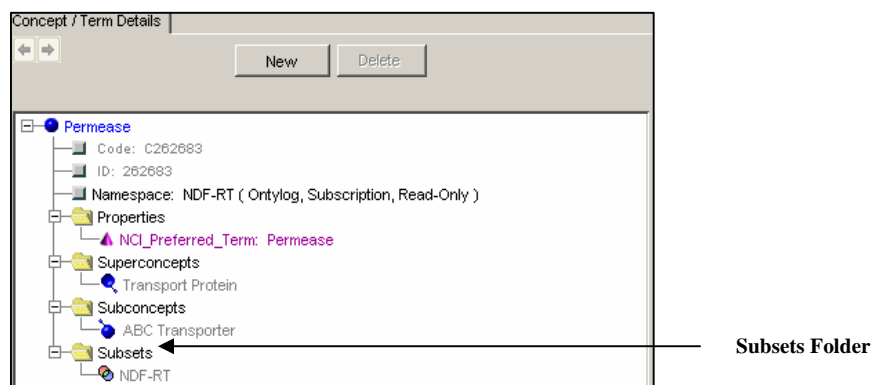 Concept / Term Details
New Delete
Permease
Code: C262683
ID: 262683
Namespace: NDF-RT ( Ontylog, Subscription, Read-Only )
Properties
NCI_Preferred_Term: Permease
Superconcepts
Transport Protein
Subconcepts
ABC Transporter
Subsets
Subsets Folder
NDF-RT